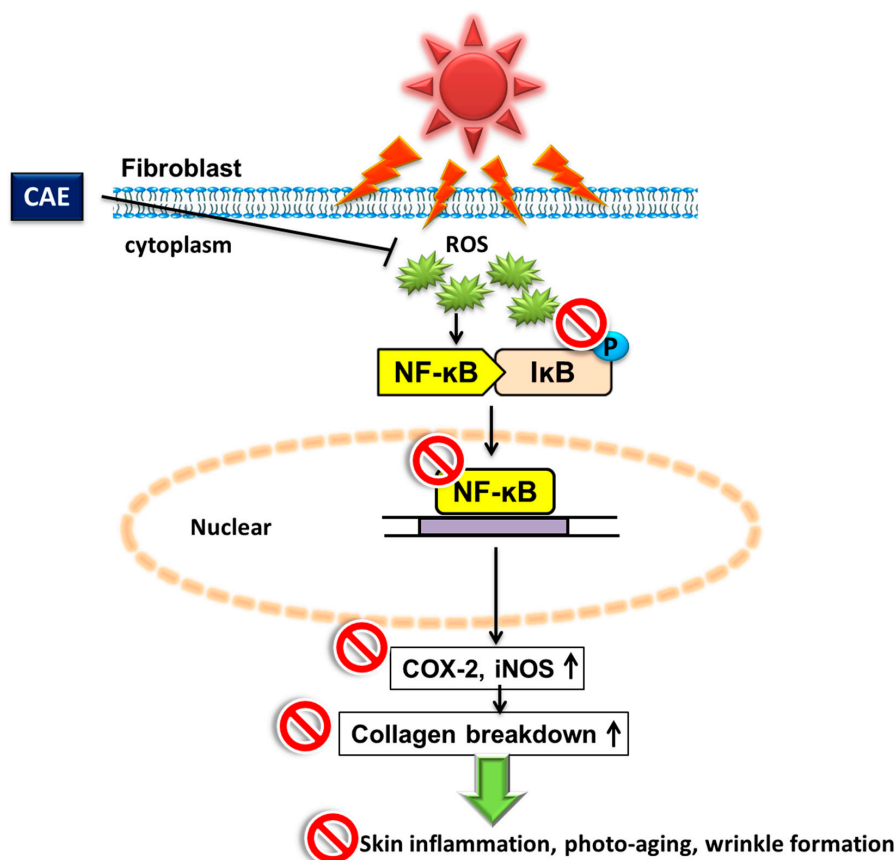 Fibroblast
CAE
cytoplasm
ROS
P
NF-κB
IκB
NF-κB
Nuclear
COX-2, iNOS ↑
Collagen breakdown ↑
Skin inflammation, photo-aging, wrinkle formation